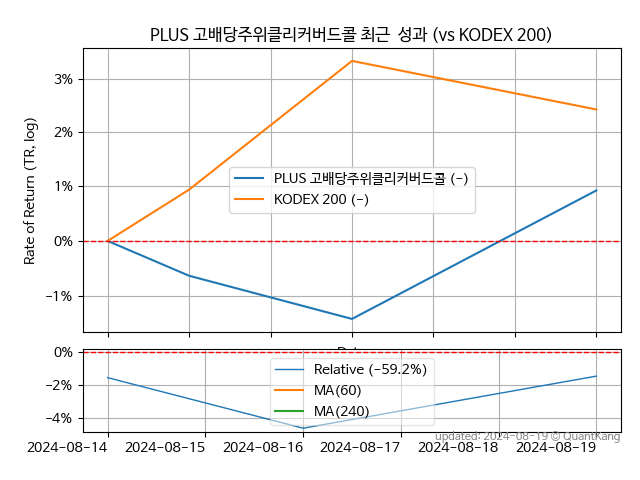 PLUS 고배당주위클리커버드콜 최근 성과 (vs KODEX 200)
Rate of Return (TR, log)
3%
2%
1%
0%
-1%
PLUS 고배당주위클리커버드콜 (-)
KODEX 200 (-)
0%
-2%
-4%
Relative (-59.2%)
MA(60)
MA(240)
2024-08-14 2024-08-15 2024-08-16 2024-08-17 2024-08-18 2024-08-19
updated: 2024-08-19 © QuantKang